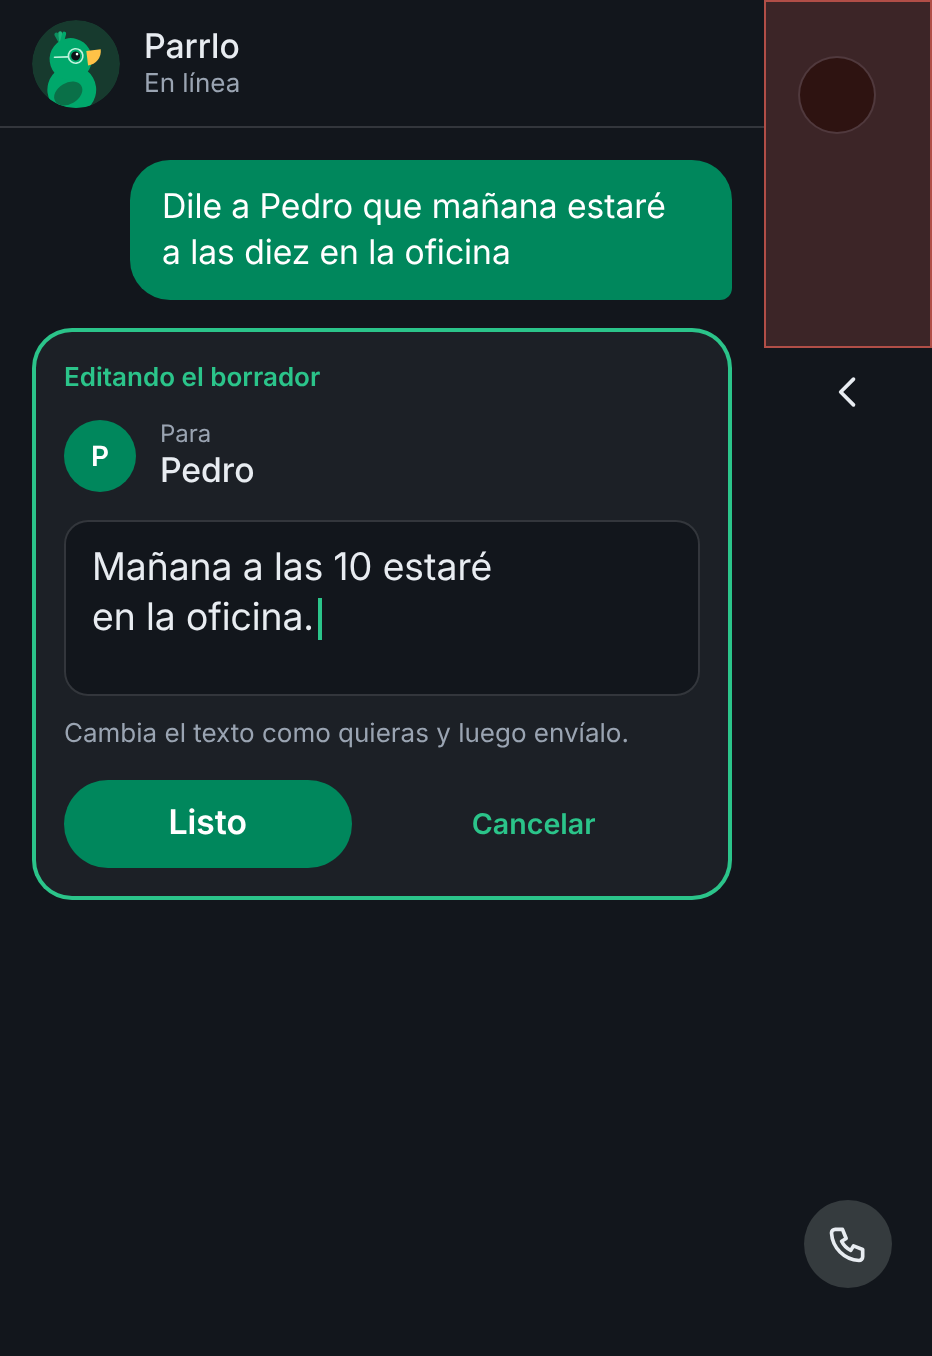 Parrlo
En línea
Dile a Pedro que mañana estaré
a las diez en la oficina
Editando el borrador
P
Para
Pedro
Mañana a las 10 estaré
en la oficina.
Cambia el texto como quieras y luego envíalo.
Listo
Cancelar